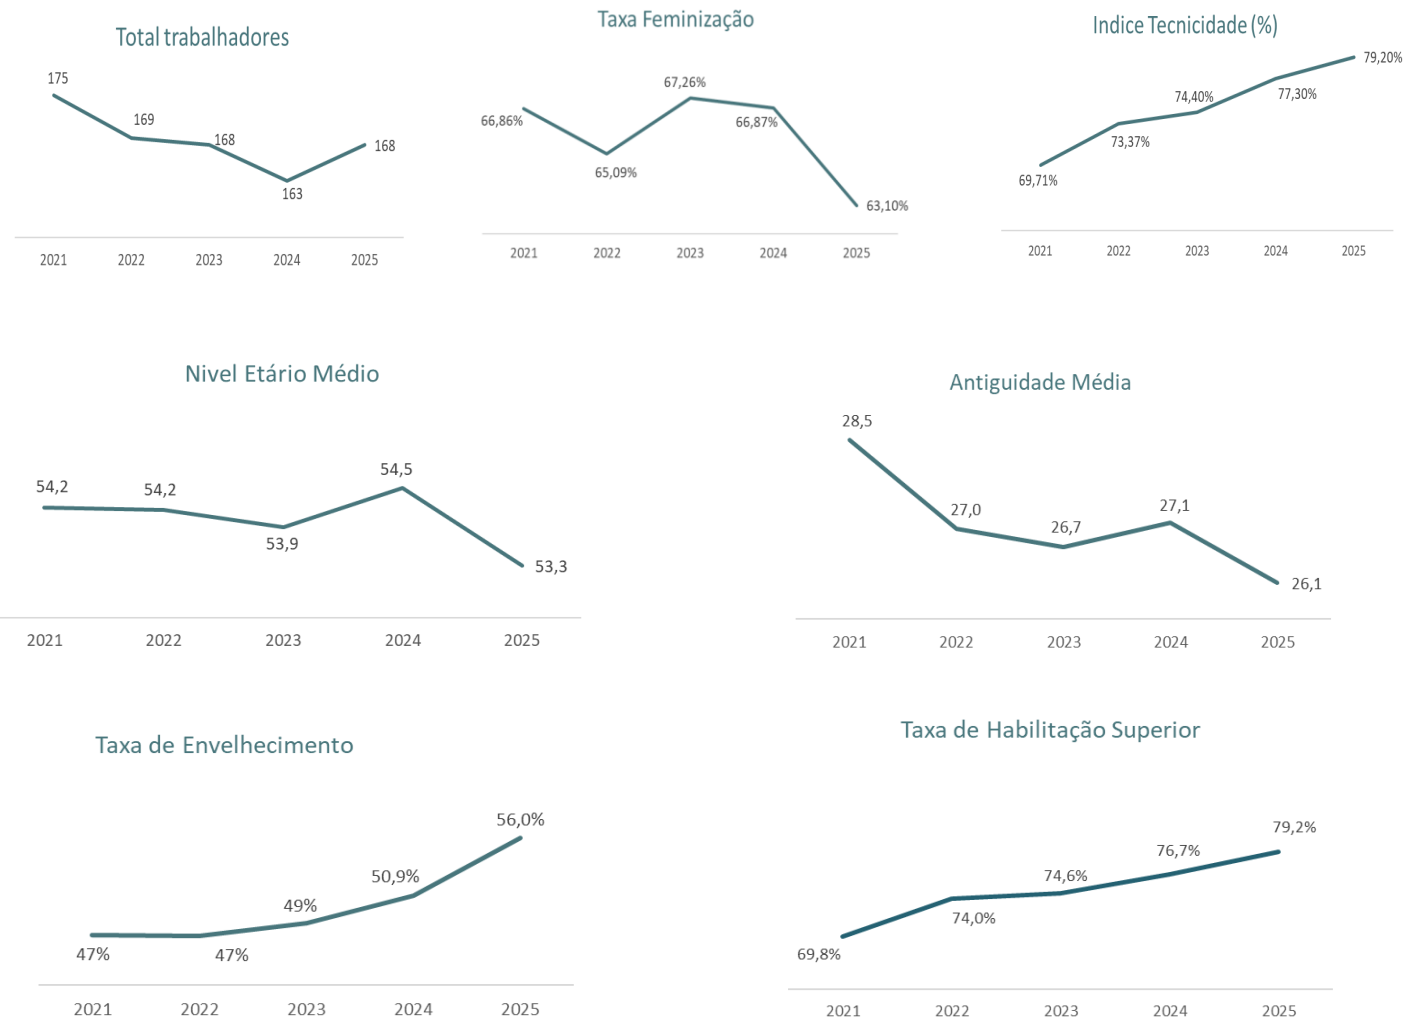 Total trabalhadores
175
169
168
163
168
2021 2022 2023 2024 2025
Taxa Feminização
66,86%
65,09%
67,26%
66,87%
63,10%
2021 2022 2023 2024 2025
Indice Tecnicidade (%)
69,71%
73,37%
74,40%
77,30%
79,20%
2021 2022 2023 2024 2025
Nivel Etário Médio
54,2
54,2
53,9
54,5
53,3
2021 2022 2023 2024 2025
Antiguidade Média
28,5
27,0
26,7
27,1
26,1
2021 2022 2023 2024 2025
Taxa de Envelhecimento
47%
47%
49%
50,9%
56,0%
2021 2022 2023 2024 2025
Taxa de Habilitação Superior
69,8%
74,0%
74,6%
76,7%
79,2%
2021 2022 2023 2024 2025